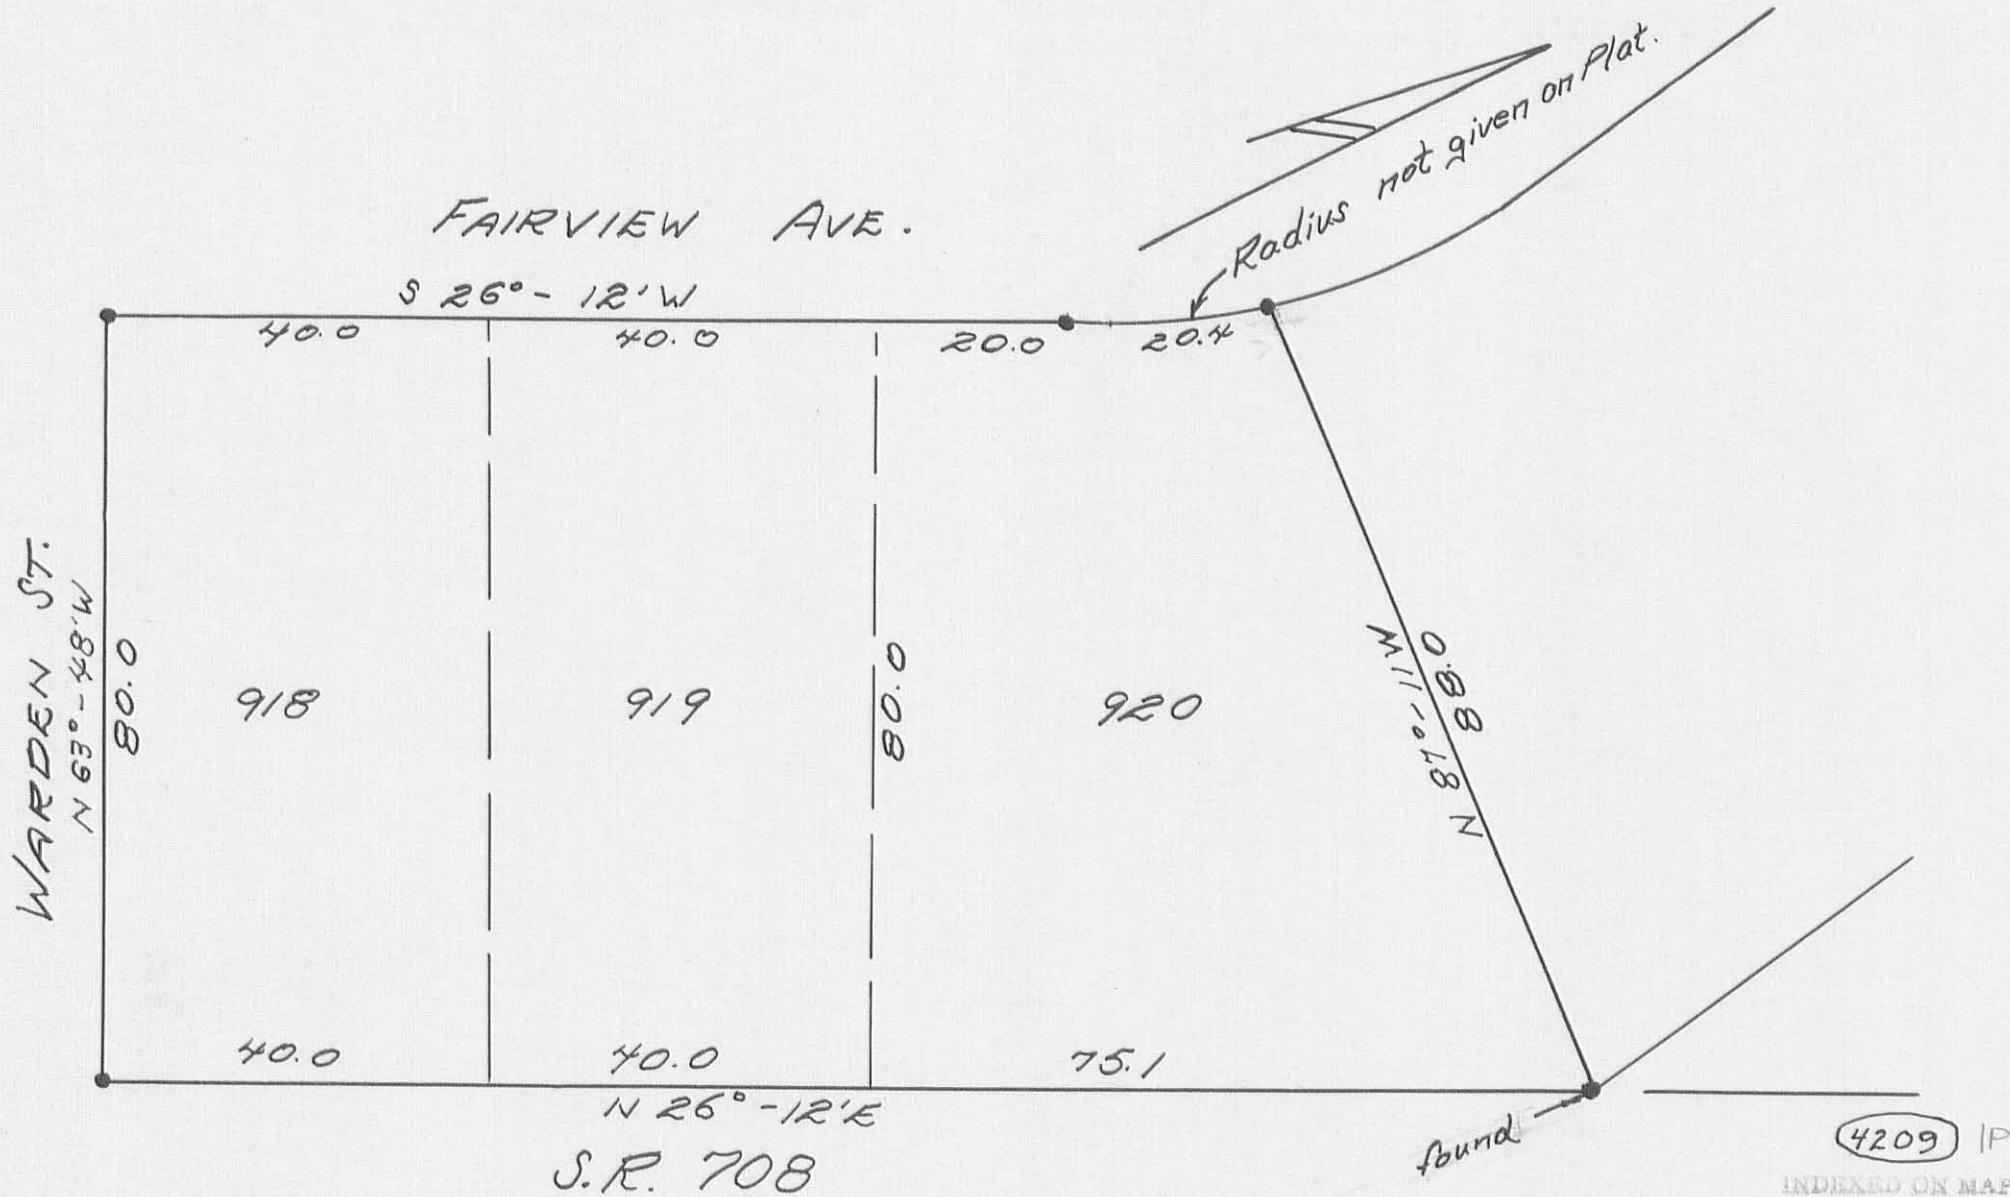 Radius not given on Plat.
FAIRVIEW AVE.
S 26° - 12' W
40.0
40.0
20.0
20.4
WARDEN ST.
N 63° - 48' W
80.0
918
919
80.0
920
88.0
N 87° - 11 W
40.0
40.0
75.1
N 26° - 12' E
S.R. 708
found
4209 IP
INDEXED ON MAP